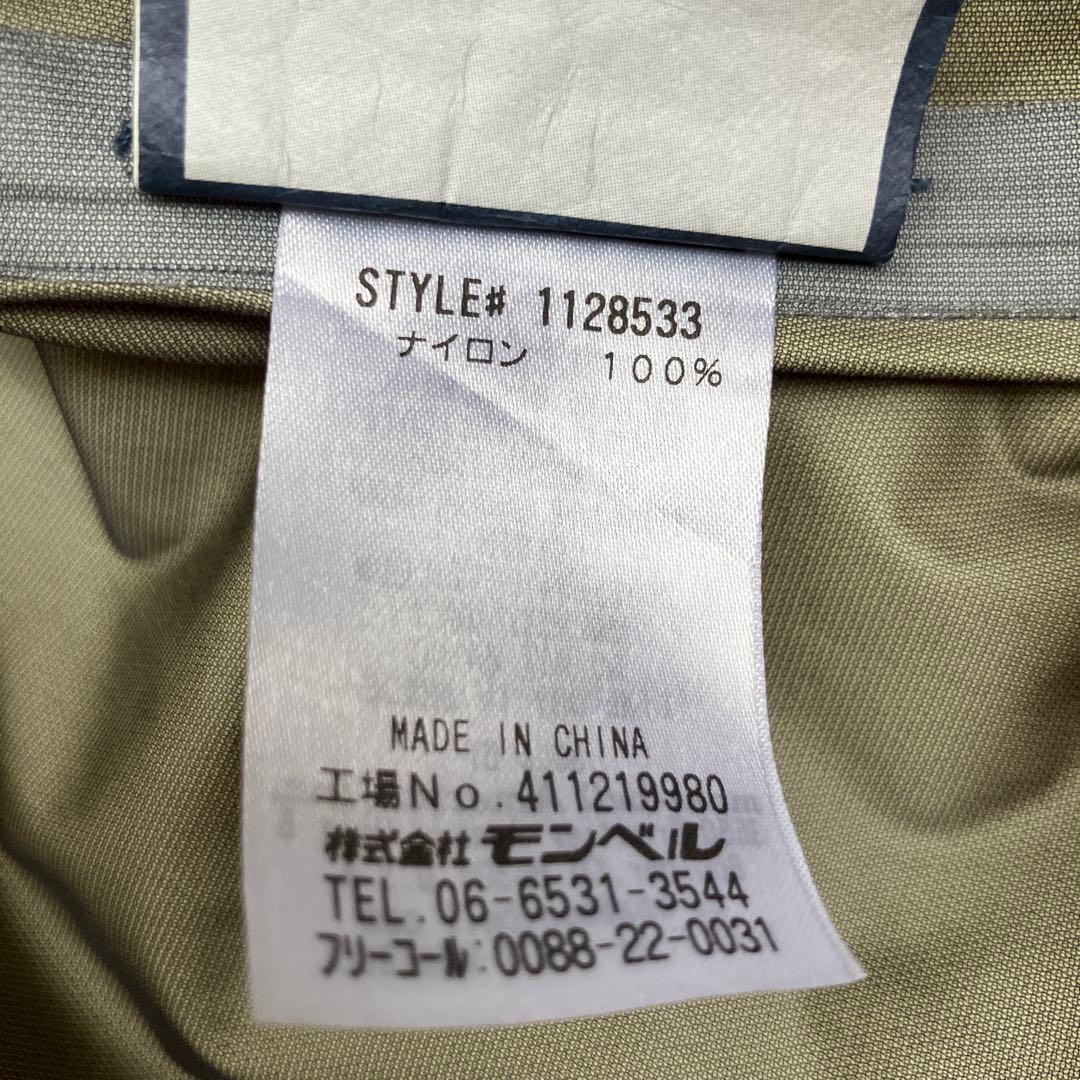 STYLE# 1128533
ナイロン 100%
MADE IN CHINA
工場No.411219980
株式会社 モンベル
TEL.06-6531-3544
フリーコール:0088-22-0031